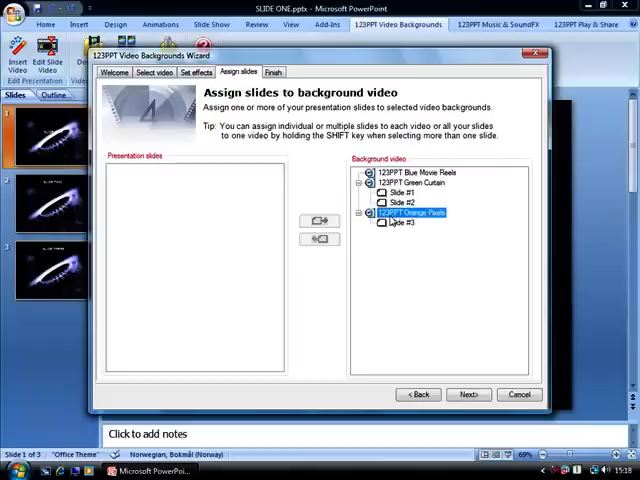 SLIDE ONE.pptx - Microsoft PowerPoint
Home
Insert
Design
Animations
Slide Show
Review
View
Add-Ins
123PPT Video Backgrounds
123PPT Music & SoundFX
123PPT Play & Share
Insert Video
Edit Slide Video
Edit Presentation
Slides
Outline
1
2
3
123PPT Video Backgrounds Wizard
Welcome
Select video
Set effects
Assign slides
Finish
4
Assign slides to background video
Assign one or more of your presentation slides to selected video backgrounds.
Tip: You can assign individual or multiple slides to each video or all your slides
to one video by holding the SHIFT key when selecting more than one slide.
Presentation slides
Background video
123PPT Blue Movie Reels
123PPT Green Curtain
Slide #1
Slide #2
123PPT Orange Pixels
Slide #3
<Back
Next>
Cancel
Click to add notes
Slide 1 of 3
"Office Theme"
Norwegian, Bokmål (Norway)
69%
Start
Microsoft PowerPoi...
15:18